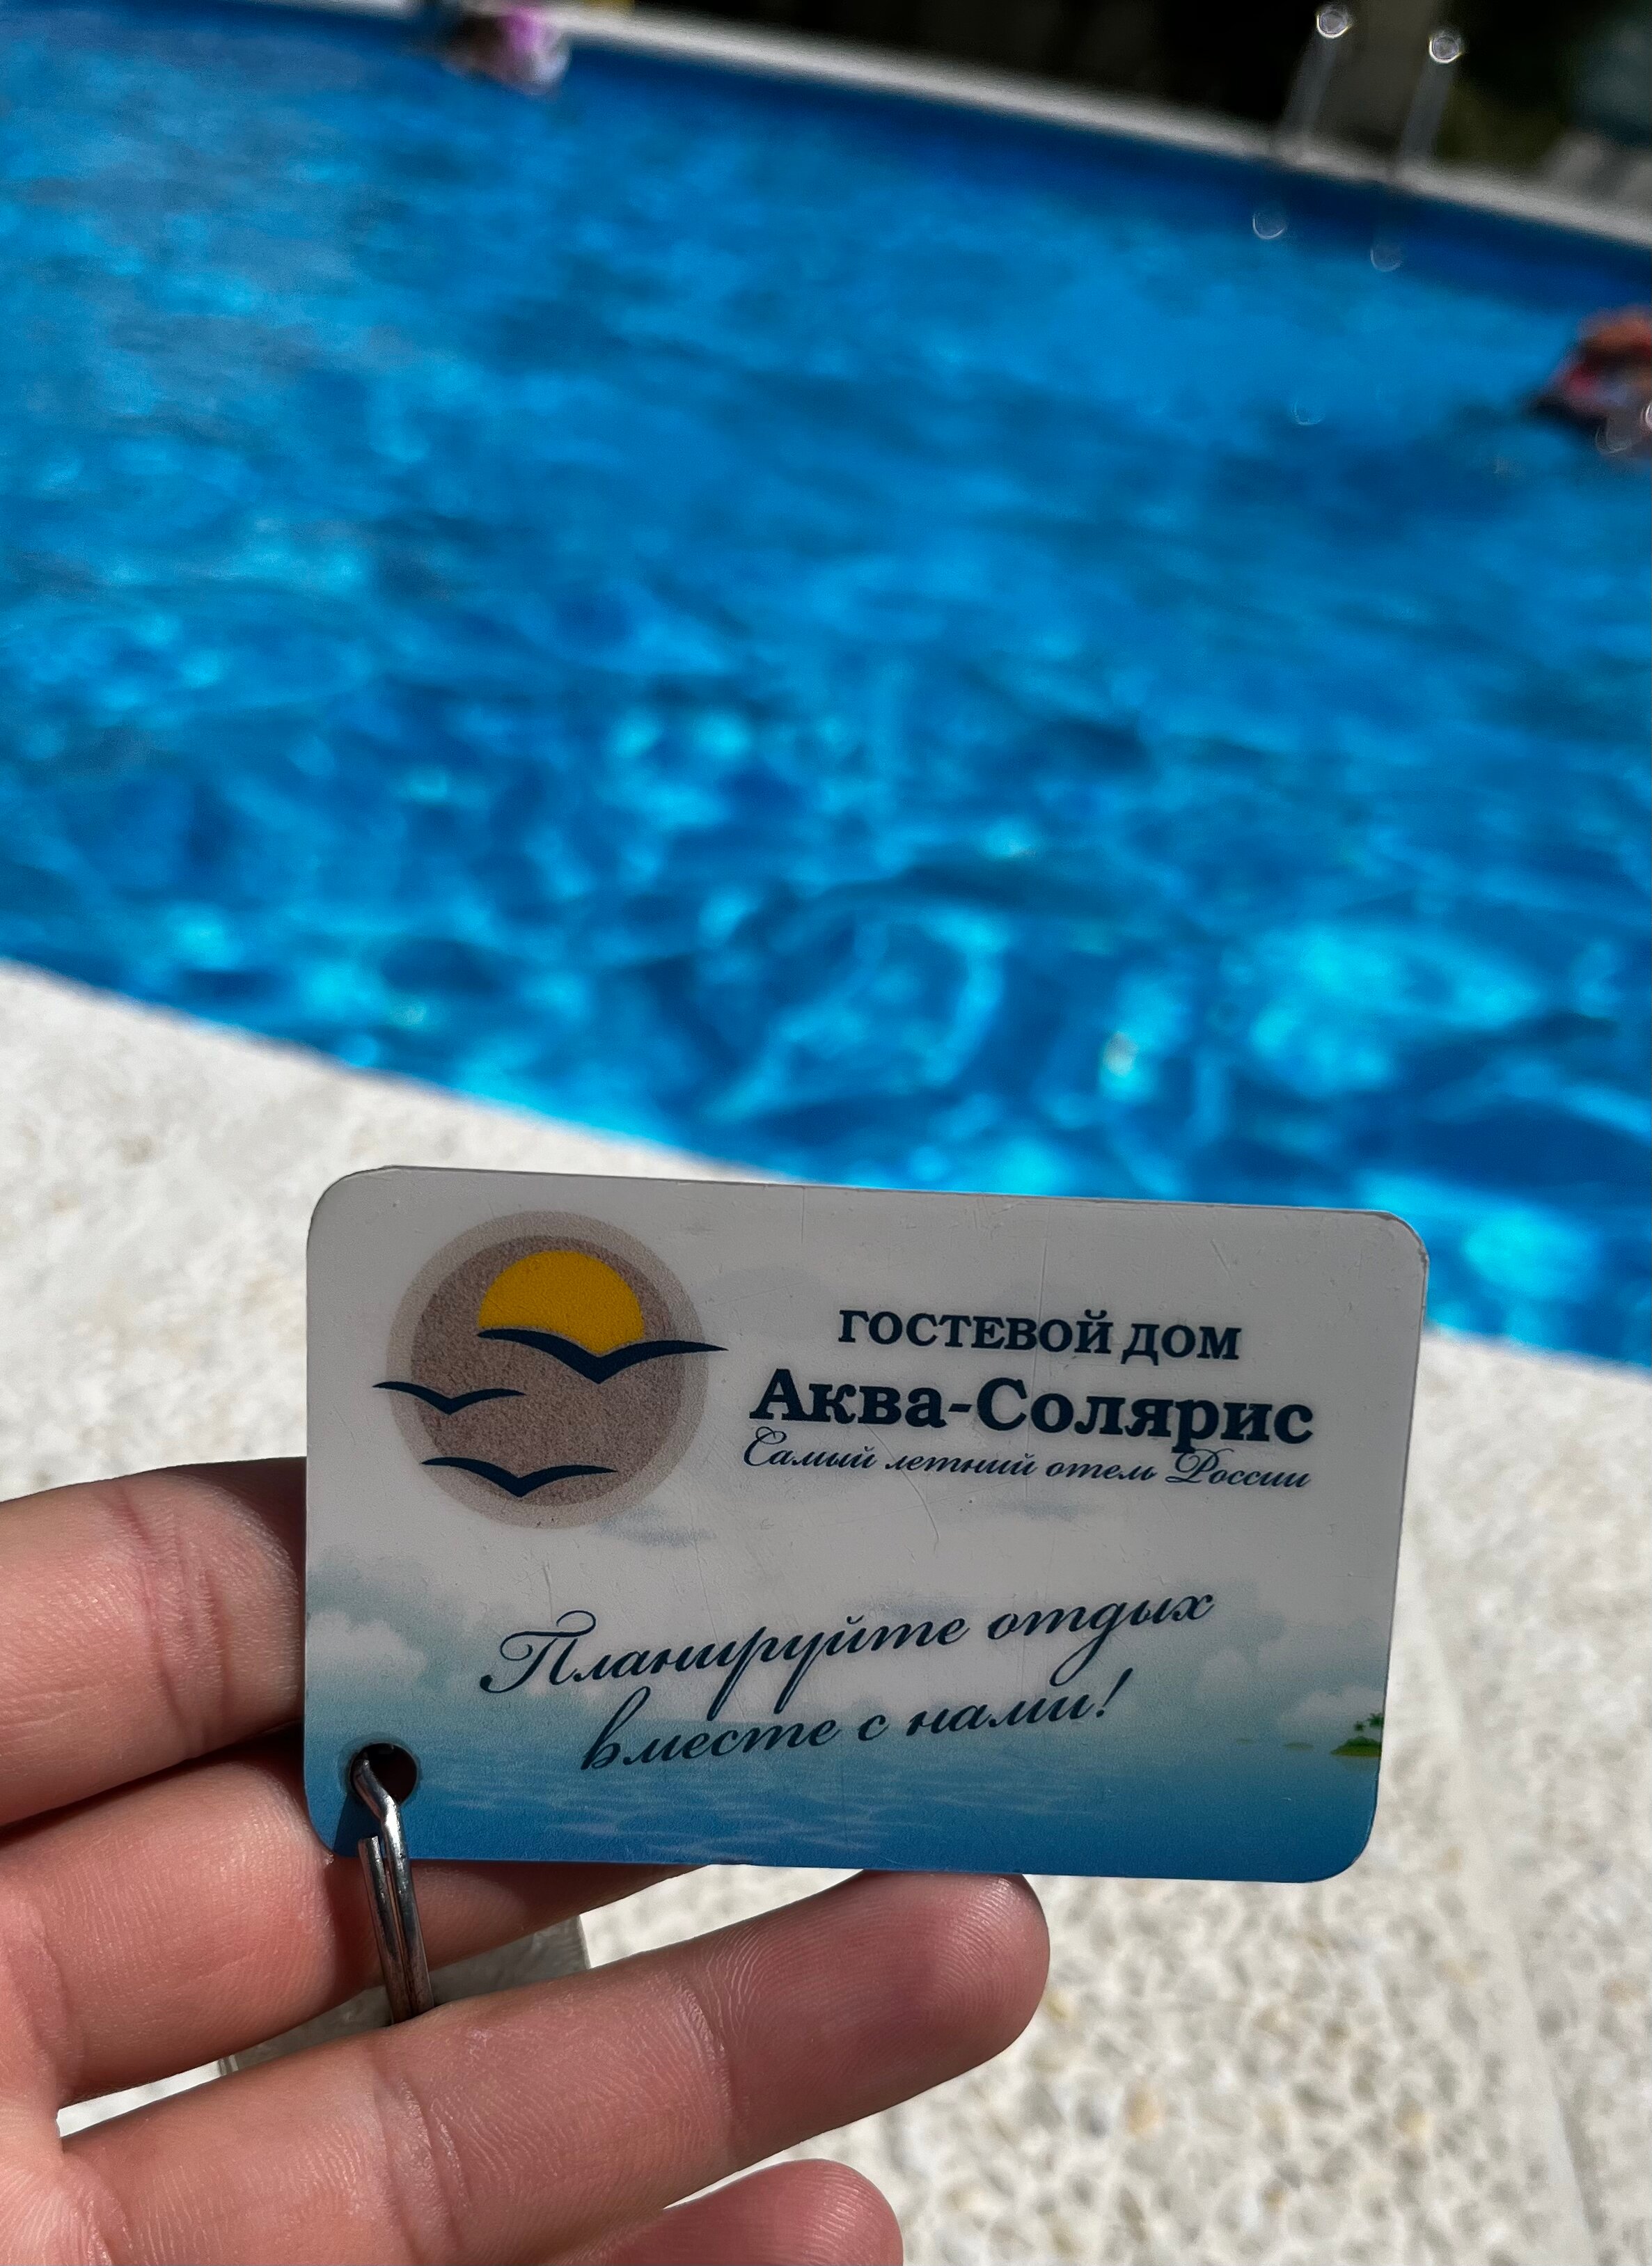 ГОСТЕВОЙ ДОМ
Аква-Солярис
Самый летний отель России
Планируйте отдых
вместе с нами!